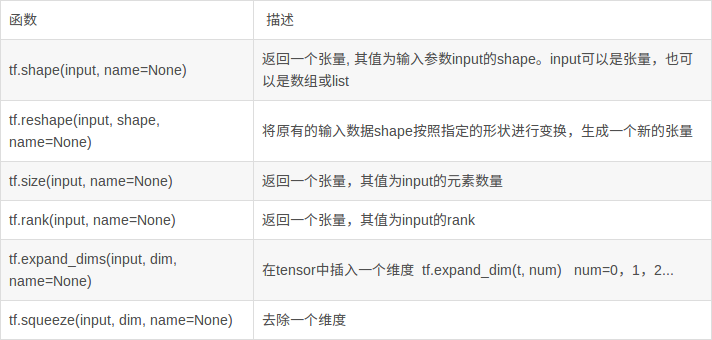 函数
描述
tf.shape(input, name=None)
返回一个张量, 其值为输入参数input的shape。input可以是张量，也可
以是数组或list
tf.reshape(input, shape,
name=None)
将原有的输入数据shape按照指定的形状进行变换，生成一个新的张量
tf.size(input, name=None)
返回一个张量，其值为input的元素数量
tf.rank(input, name=None)
返回一个张量，其值为input的rank
tf.expand_dims(input, dim,
name=None)
在tensor中插入一个维度  tf.expand_dim(t, num)   num=0，1，2...
tf.squeeze(input, dim, name=None)
去除一个维度